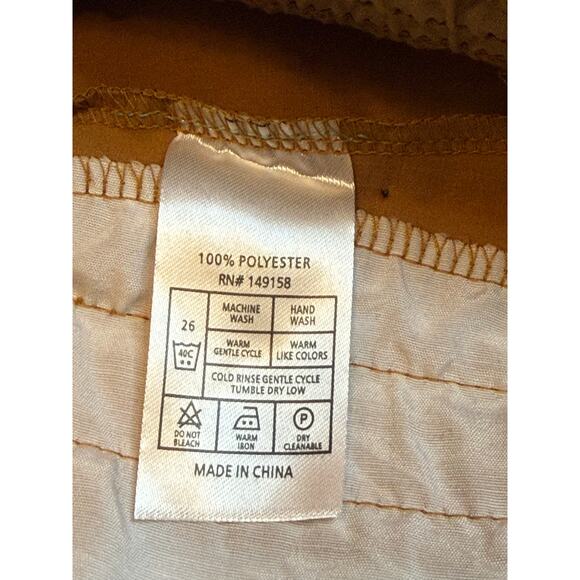 100% POLYESTER
RN# 149158
26
40C
MACHINE
WASH
HAND
WASH
WARM
GENTLE CYCLE
WARM
LIKE COLORS
COLD RINSE GENTLE CYCLE
TUMBLE DRY LOW
DO NOT
BLEACH
WARM
IRON
P
DRY
CLEANABLE
MADE IN CHINA